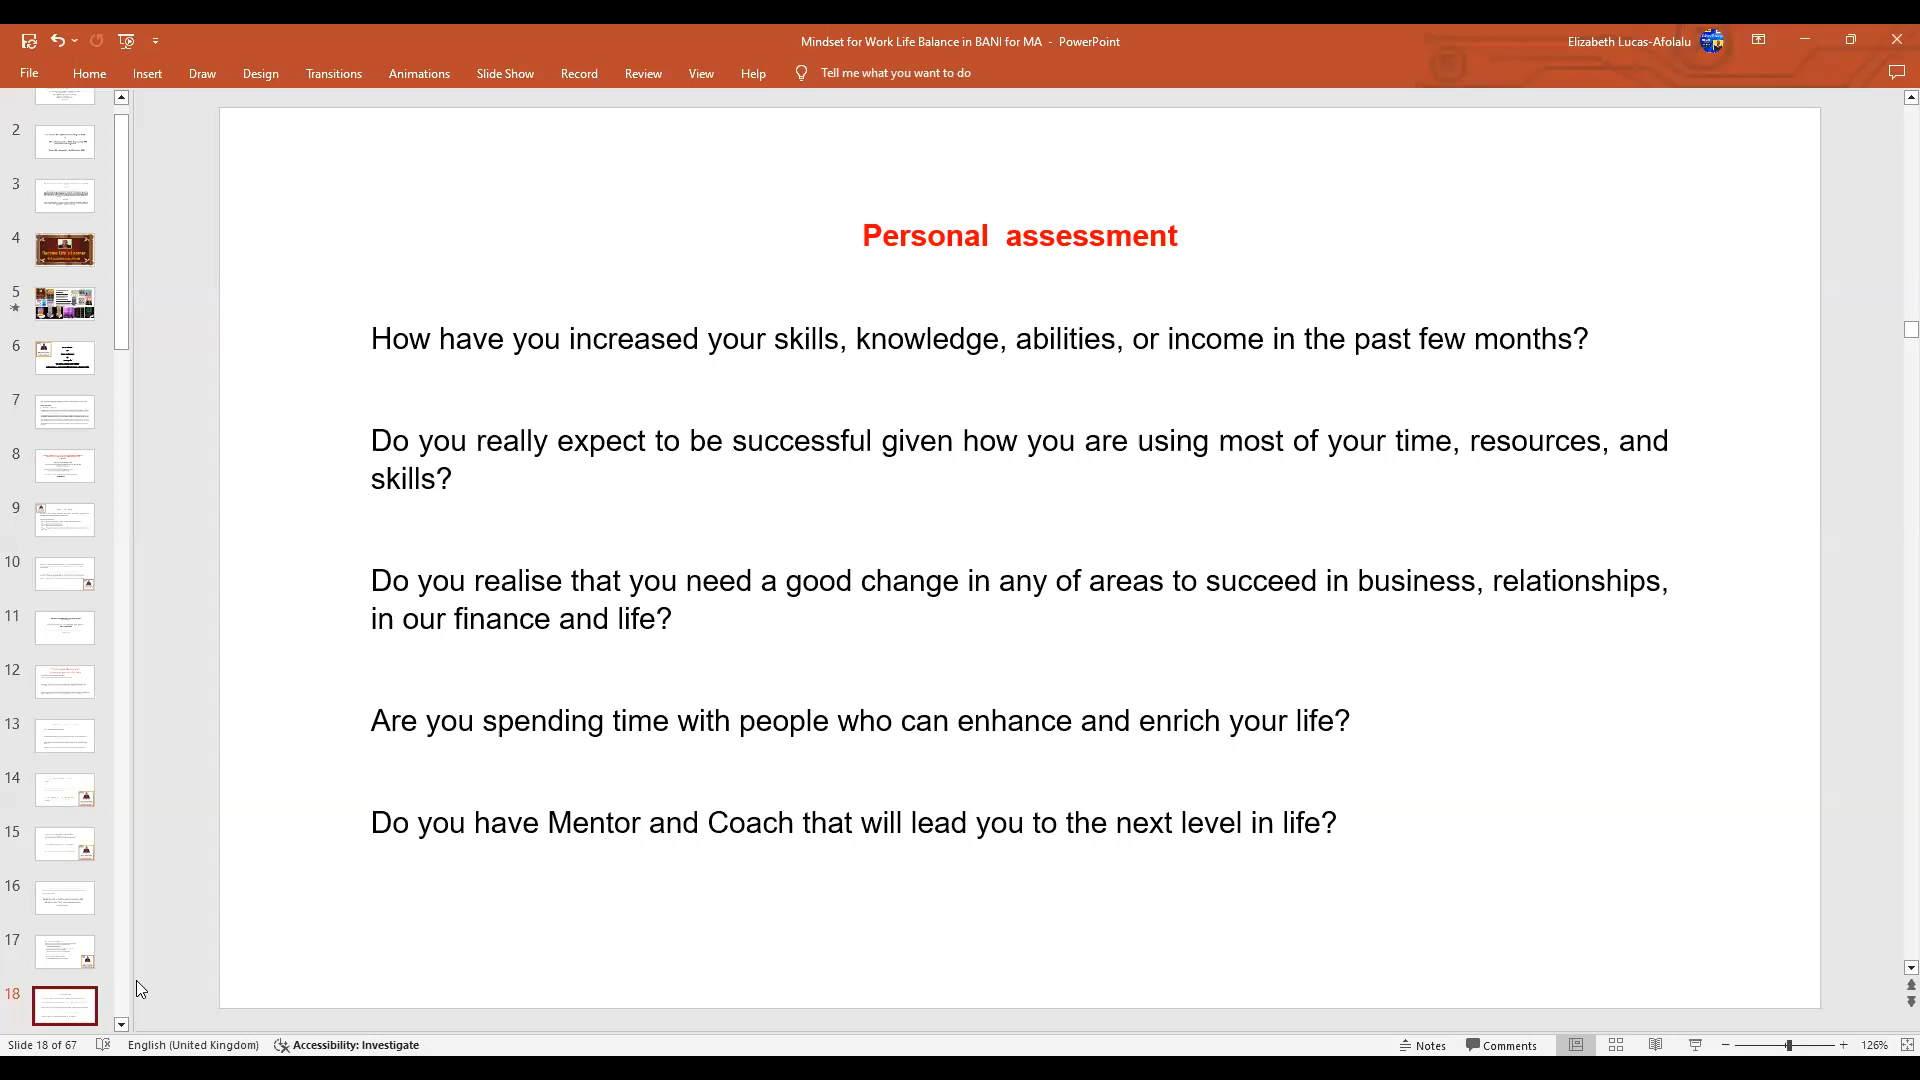 Mindset for Work Life Balance in BANI for MA - PowerPoint
Elizabeth Lucas-Afolalu
File Home Insert Draw Design Transitions Animations Slide Show Record Review View Help Tell me what you want to do
2
3
4
5
6
7
8
9
10
11
12
13
14
15
16
17
18
Personal assessment
How have you increased your skills, knowledge, abilities, or income in the past few months?
Do you really expect to be successful given how you are using most of your time, resources, and
skills?
Do you realise that you need a good change in any of areas to succeed in business, relationships,
in our finance and life?
Are you spending time with people who can enhance and enrich your life?
Do you have Mentor and Coach that will lead you to the next level in life?
Slide 18 of 67 English (United Kingdom) Accessibility: Investigate Notes Comments 126%